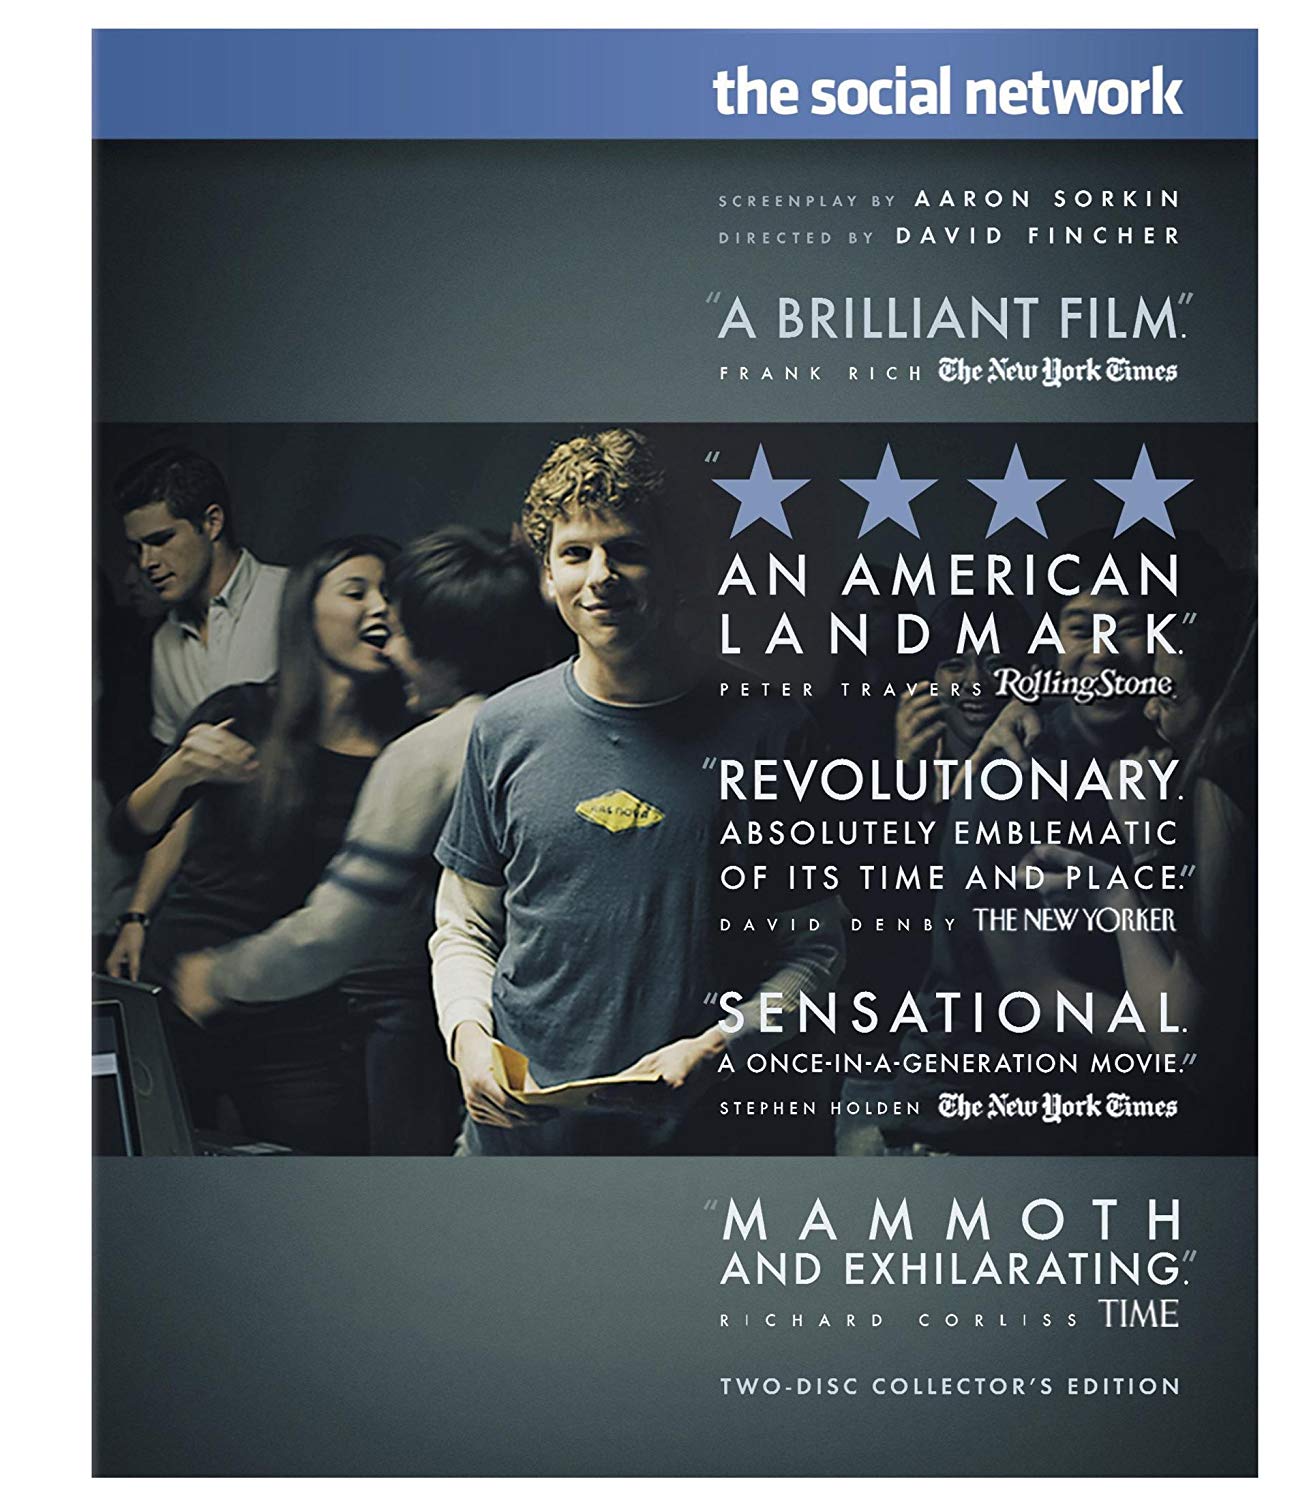 the social network
SCREENPLAY BY AARON SORKIN
DIRECTED BY DAVID FINCHER
"A BRILLIANT FILM."
FRANK RICH The New York Times
"★ ★ ★ ★
AN AMERICAN
LANDMARK."
PETER TRAVERS RollingStone
"REVOLUTIONARY.
ABSOLUTELY EMBLEMATIC
OF ITS TIME AND PLACE."
DAVID DENBY THE NEW YORKER
"SENSATIONAL.
A ONCE-IN-A-GENERATION MOVIE."
STEPHEN HOLDEN The New York Times
"MAMMOTH
AND EXHILARATING."
RICHARD CORLISS TIME
TWO-DISC COLLECTOR'S EDITION